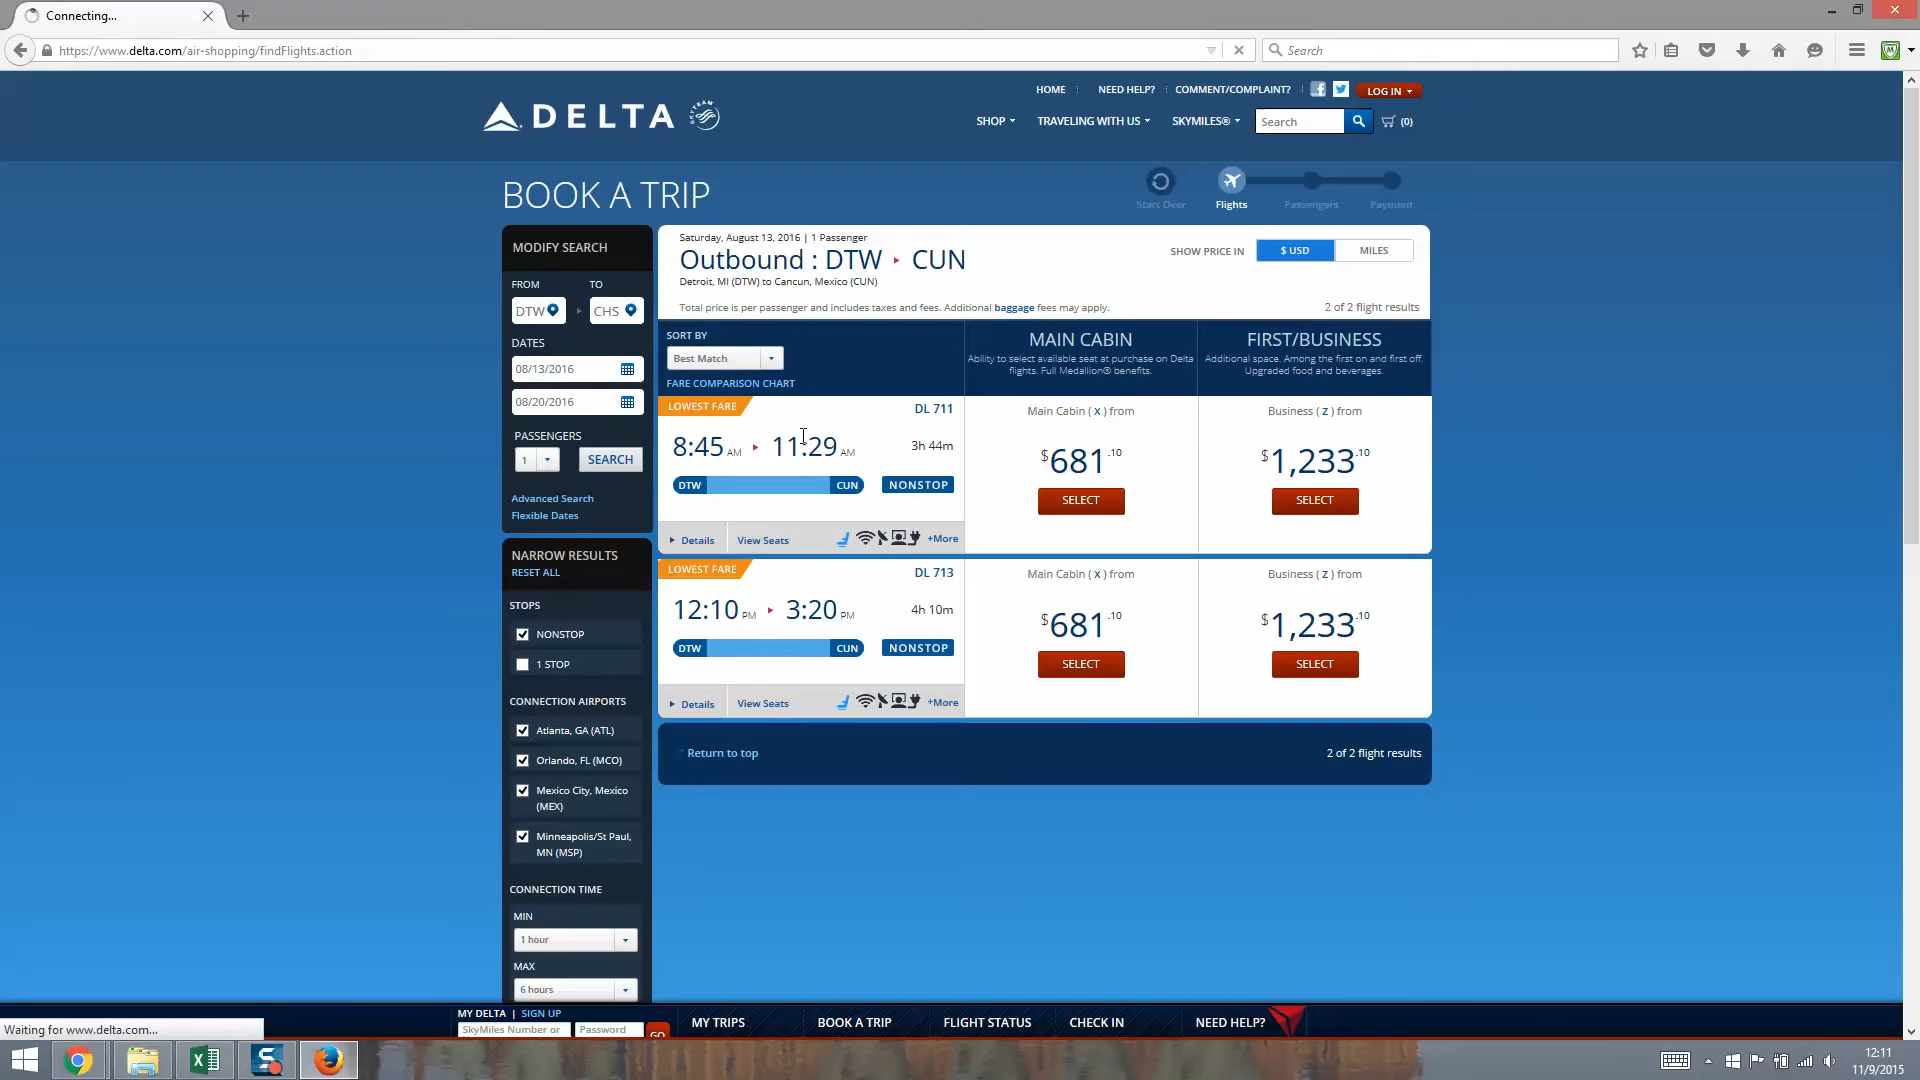 Connecting...
https://www.delta.com/air-shopping/findFlights.action
Search
HOME
NEED HELP?
COMMENT/COMPLAINT?
LOG IN
DELTA
SKYTEAM
SHOP
TRAVELING WITH US
SKYMILES®
Search
(0)
BOOK A TRIP
Start Over
Flights
Passengers
Payment
MODIFY SEARCH
FROM
TO
DTW
CHS
DATES
08/13/2016
08/20/2016
PASSENGERS
1
SEARCH
Advanced Search
Flexible Dates
NARROW RESULTS
RESET ALL
STOPS
NONSTOP
1 STOP
CONNECTION AIRPORTS
Atlanta, GA (ATL)
Orlando, FL (MCO)
Mexico City, Mexico
(MEX)
Minneapolis/St Paul,
MN (MSP)
CONNECTION TIME
MIN
1 hour
MAX
6 hours
Saturday, August 13, 2016 | 1 Passenger
Outbound : DTW ▸ CUN
Detroit, MI (DTW) to Cancun, Mexico (CUN)
Total price is per passenger and includes taxes and fees. Additional baggage fees may apply.
SHOW PRICE IN
$ USD
MILES
2 of 2 flight results
SORT BY
Best Match
FARE COMPARISON CHART
MAIN CABIN
Ability to select available seat at purchase on Delta
flights. Full Medallion® benefits.
FIRST/BUSINESS
Additional space. Among the first on and first off.
Upgraded food and beverages.
LOWEST FARE
DL 711
8:45 AM ▸ 11:29 AM
3h 44m
DTW
CUN
NONSTOP
Details
View Seats
+More
Main Cabin ( x ) from
$681.10
SELECT
Business ( z ) from
$1,233.10
SELECT
LOWEST FARE
DL 713
12:10 PM ▸ 3:20 PM
4h 10m
DTW
CUN
NONSTOP
Details
View Seats
+More
Main Cabin ( x ) from
$681.10
SELECT
Business ( z ) from
$1,233.10
SELECT
Return to top
2 of 2 flight results
MY DELTA | SIGN UP
SkyMiles Number or
Password
GO
MY TRIPS
BOOK A TRIP
FLIGHT STATUS
CHECK IN
NEED HELP?
Waiting for www.delta.com...
12:11
11/9/2015